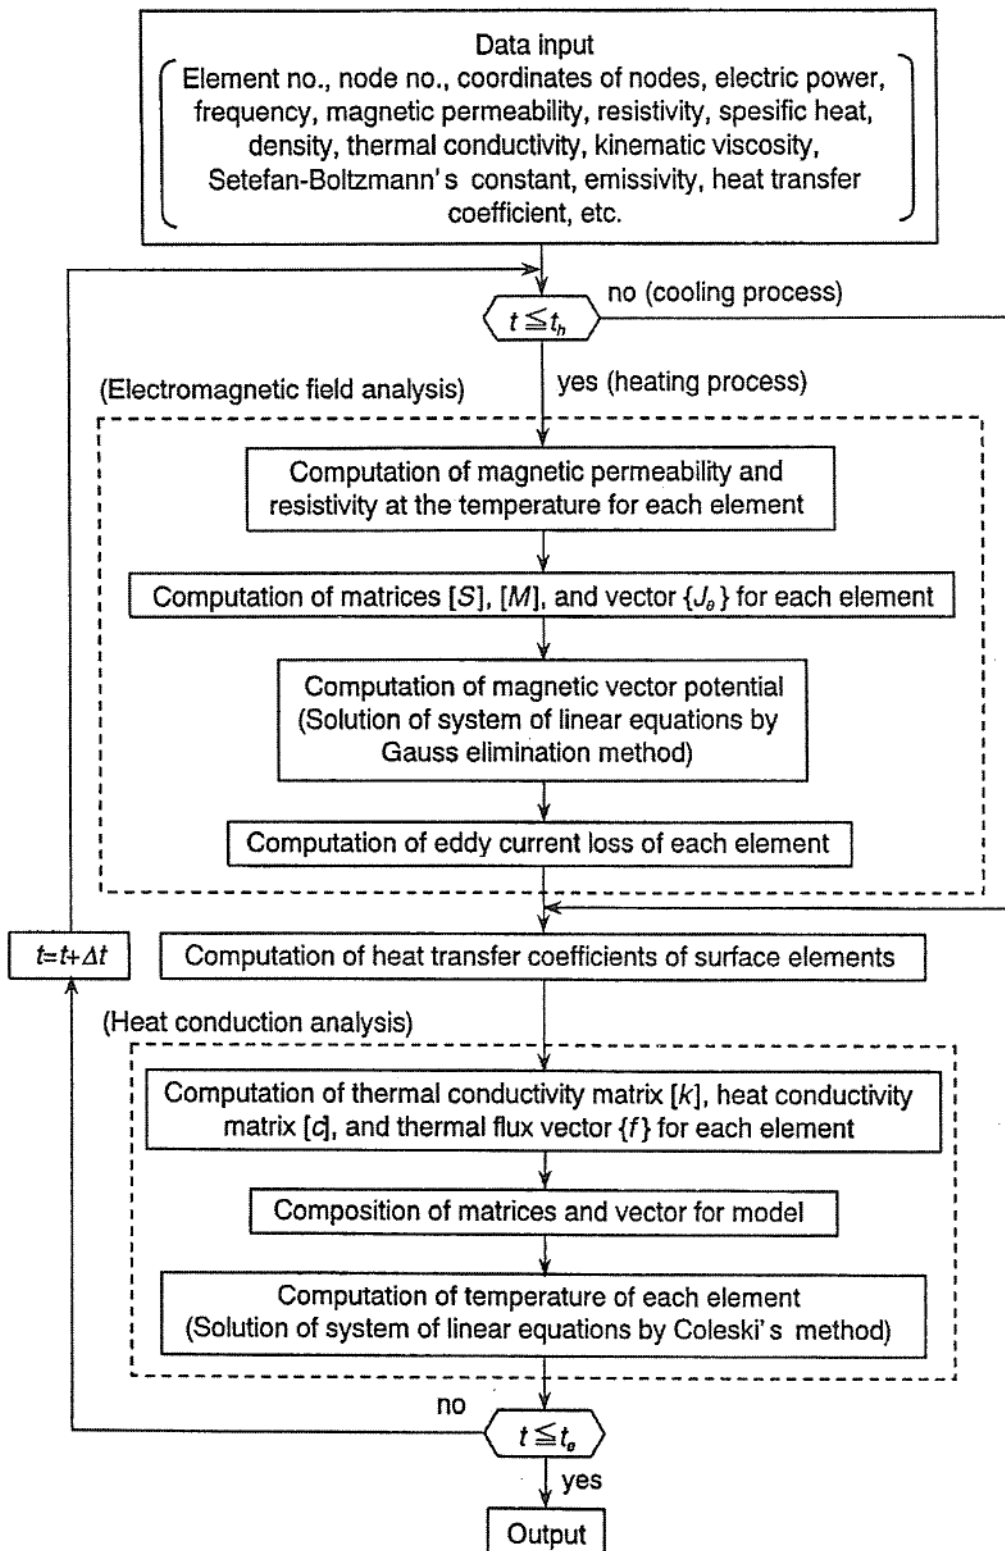 Data input
Element no., node no., coordinates of nodes, electric power,
frequency, magnetic permeability, resistivity, spesific heat,
density, thermal conductivity, kinematic viscosity,
Setefan-Boltzmann's constant, emissivity, heat transfer
coefficient, etc.
no (cooling process)
t ≦ t_h
(Electromagnetic field analysis)
yes (heating process)
Computation of magnetic permeability and
resistivity at the temperature for each element
Computation of matrices [S], [M], and vector {J_e} for each element
Computation of magnetic vector potential
(Solution of system of linear equations by
Gauss elimination method)
Computation of eddy current loss of each element
t=t+Δt
Computation of heat transfer coefficients of surface elements
(Heat conduction analysis)
Computation of thermal conductivity matrix [k], heat conductivity
matrix [c], and thermal flux vector {f} for each element
Composition of matrices and vector for model
Computation of temperature of each element
(Solution of system of linear equations by Coleski's method)
no
t ≦ t_e
yes
Output